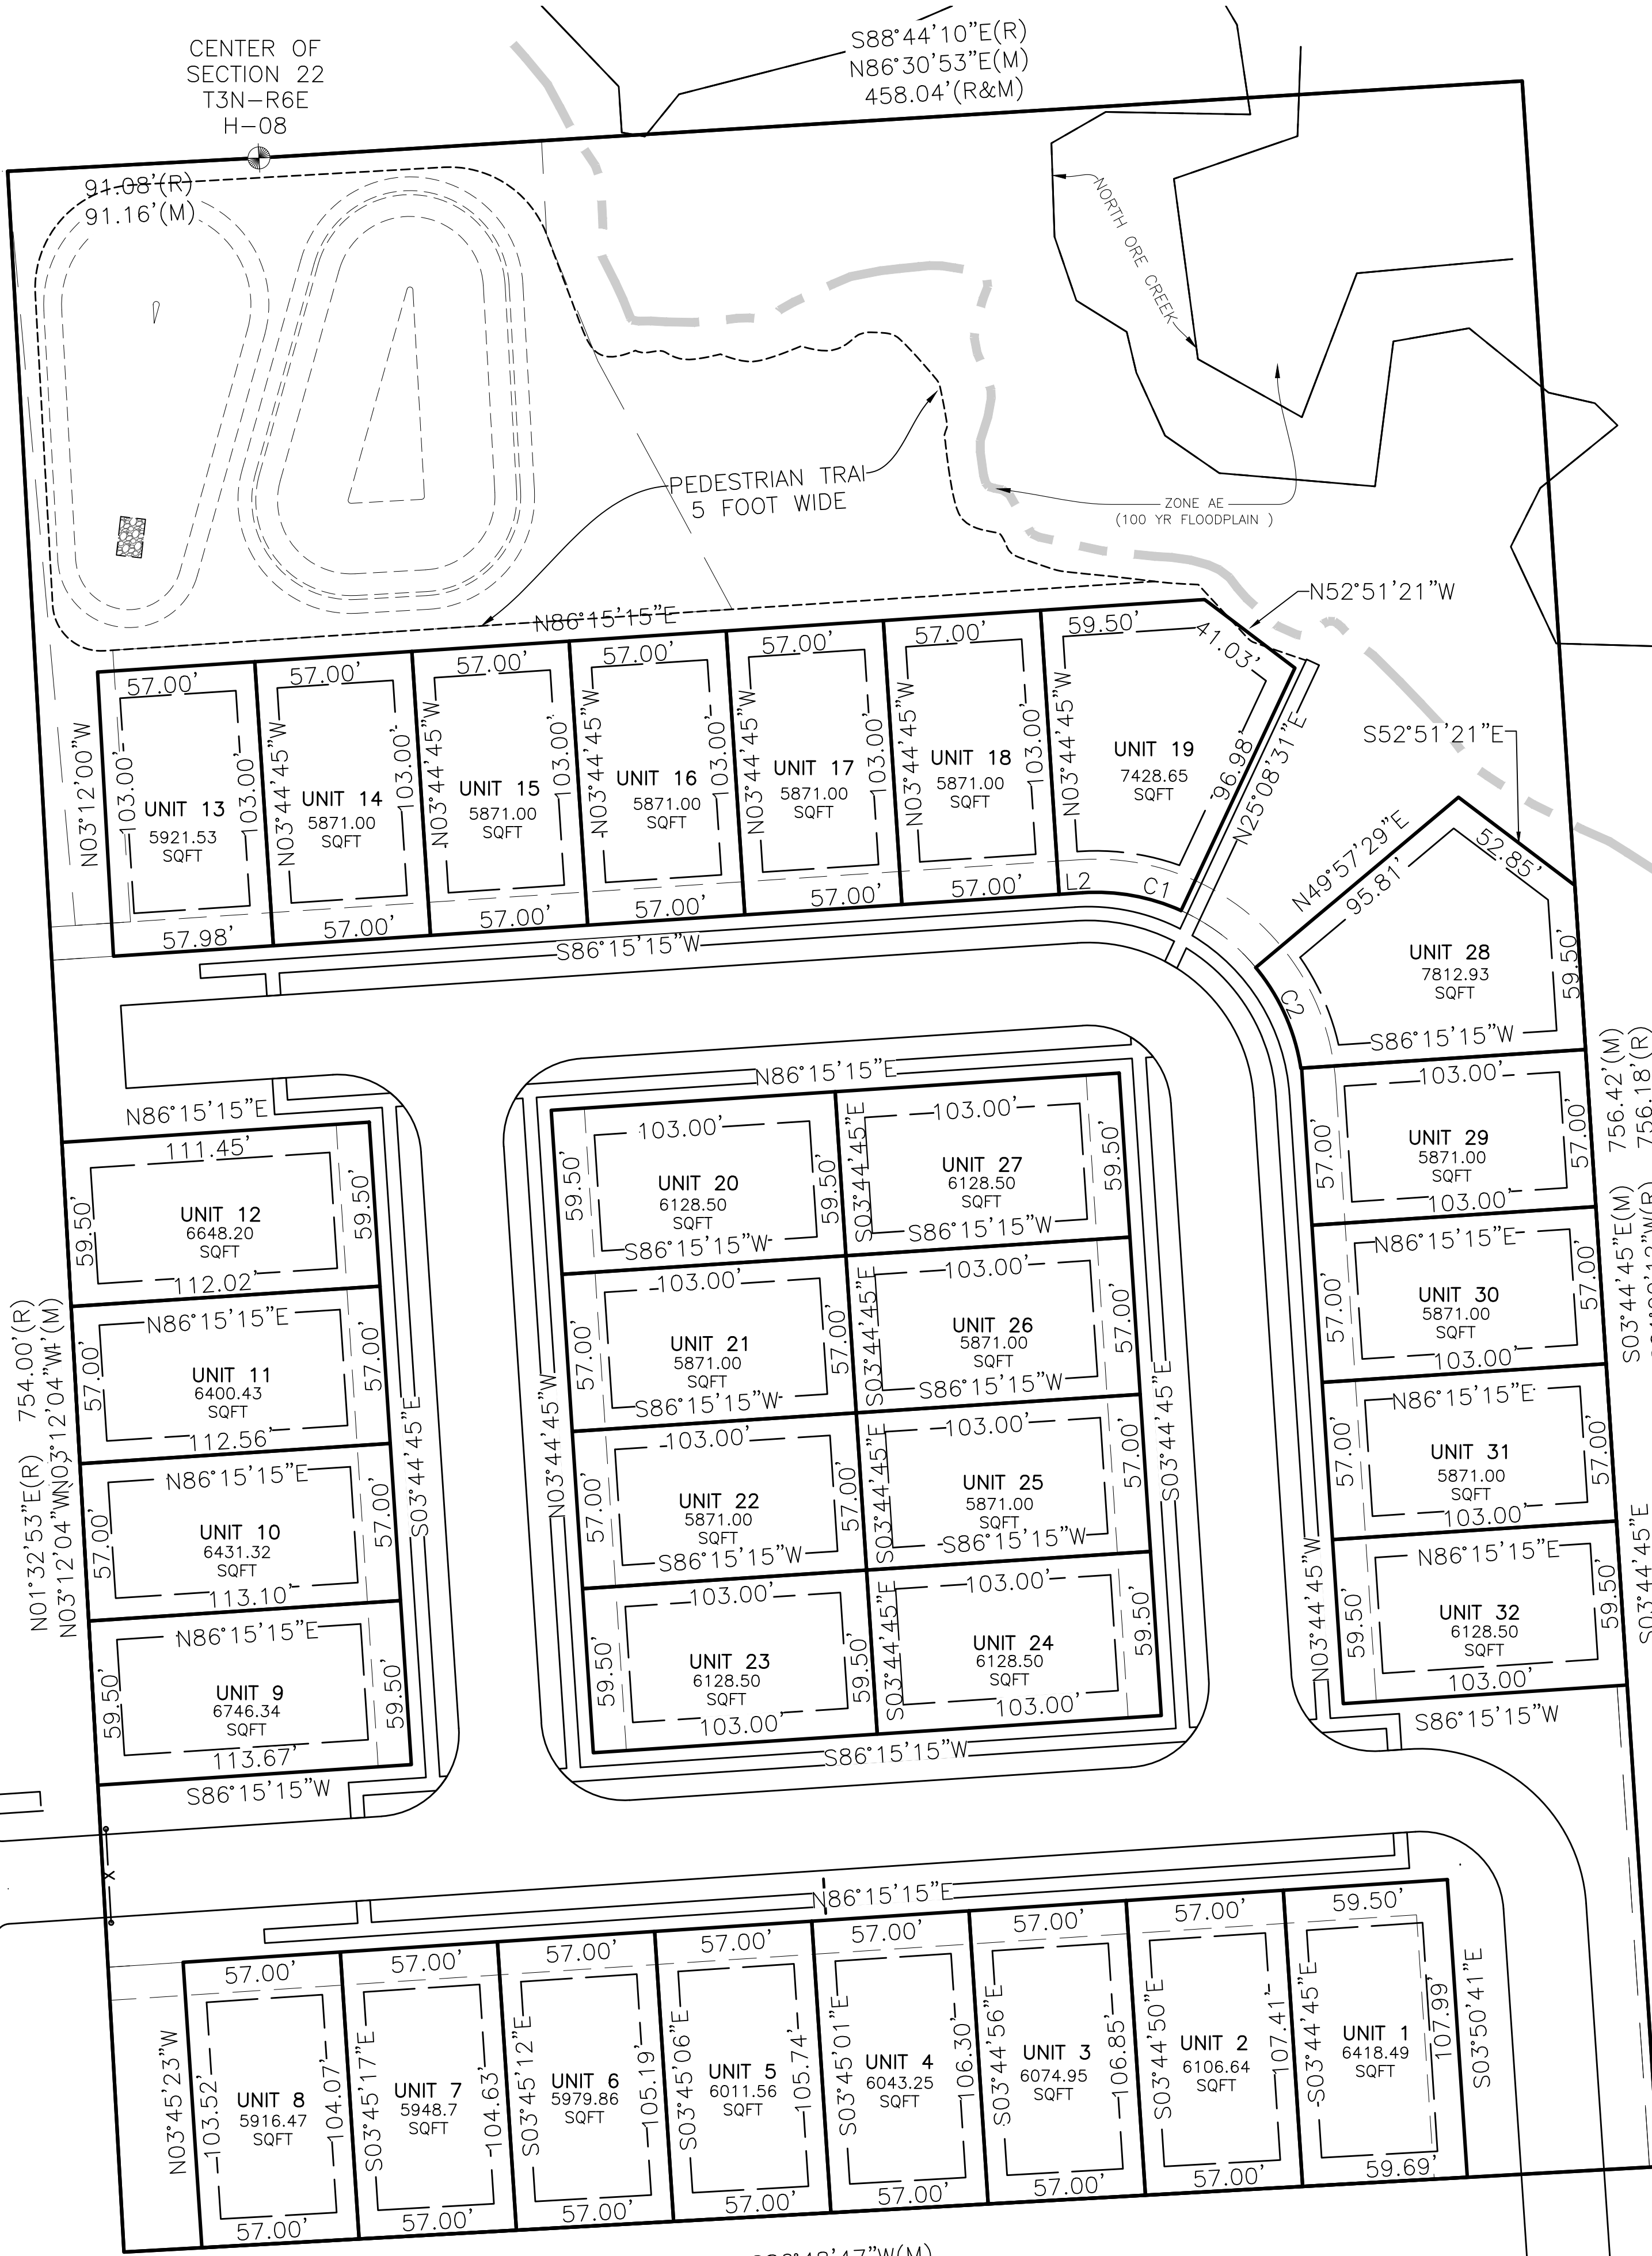 CENTER OF
SECTION 22
T3N-R6E
H-08
S88°44'10"E(R)
N86°30'53"E(M)
458.04'(R&M)
91.08'(R)
91.16'(M)
NORTH ORE CREEK
PEDESTRIAN TRAI
5 FOOT WIDE
ZONE AE
(100 YR FLOODPLAIN )
N52°51'21"W
N86°15'15"E
57.00'
57.00'
57.00'
57.00'
57.00'
57.00'
59.50'
41.03'
N03°12'00"W
103.00'
UNIT 13
5921.53
SQFT
103.00'
57.98'
N03°44'45"W
UNIT 14
5871.00
SQFT
103.00'
57.00'
N03°44'45"W
UNIT 15
5871.00
SQFT
103.00'
57.00'
N03°44'45"W
UNIT 16
5871.00
SQFT
103.00'
57.00'
N03°44'45"W
UNIT 17
5871.00
SQFT
103.00'
57.00'
N03°44'45"W
UNIT 18
5871.00
SQFT
103.00'
57.00'
N03°44'45"W
UNIT 19
7428.65
SQFT
96.98'
N25°08'31"E
L2
C1
S86°15'15"W
S52°51'21"E
N49°57'29"E
95.81'
52.85'
UNIT 28
7812.93
SQFT
59.50'
C2
S86°15'15"W
N86°15'15"E
111.45'
59.50'
UNIT 12
6648.20
SQFT
59.50'
112.02'
N86°15'15"E
57.00'
UNIT 11
6400.43
SQFT
57.00'
112.56'
N86°15'15"E
57.00'
UNIT 10
6431.32
SQFT
57.00'
113.10'
N86°15'15"E
59.50'
UNIT 9
6746.34
SQFT
59.50'
113.67'
S86°15'15"W
S03°44'45"E
N01°32'53"E(R)
754.00'(R)
N03°12'04"W
N03°12'04"W
(M)
N86°15'15"E
N03°44'45"W
103.00'
59.50'
UNIT 20
6128.50
SQFT
59.50'
S86°15'15"W
S03°44'45"E
103.00'
UNIT 27
6128.50
SQFT
59.50'
S86°15'15"W
103.00'
57.00'
UNIT 21
5871.00
SQFT
57.00'
S86°15'15"W
S03°44'45"E
103.00'
UNIT 26
5871.00
SQFT
57.00'
S86°15'15"W
103.00'
57.00'
UNIT 22
5871.00
SQFT
57.00'
S86°15'15"W
S03°44'45"E
103.00'
UNIT 25
5871.00
SQFT
57.00'
S86°15'15"W
103.00'
59.50'
UNIT 23
6128.50
SQFT
59.50'
103.00'
S03°44'45"E
103.00'
UNIT 24
6128.50
SQFT
59.50'
103.00'
S86°15'15"W
S03°44'45"E
103.00'
57.00'
UNIT 29
5871.00
SQFT
57.00'
103.00'
N86°15'15"E
57.00'
UNIT 30
5871.00
SQFT
57.00'
103.00'
N86°15'15"E
57.00'
UNIT 31
5871.00
SQFT
57.00'
103.00'
N86°15'15"E
59.50'
UNIT 32
6128.50
SQFT
59.50'
103.00'
S86°15'15"W
N03°44'45"W
756.42'(M)
756.18'(R)
S03°44'45"E(M)
S03°44'45"E
X
N86°15'15"E
57.00'
57.00'
57.00'
57.00'
57.00'
57.00'
57.00'
59.50'
N03°45'23"W
103.52'
UNIT 8
5916.47
SQFT
104.07'
57.00'
S03°45'17"E
UNIT 7
5948.7
SQFT
104.63'
57.00'
S03°45'12"E
UNIT 6
5979.86
SQFT
105.19'
57.00'
S03°45'06"E
UNIT 5
6011.56
SQFT
105.74'
57.00'
S03°45'01"E
UNIT 4
6043.25
SQFT
106.30'
57.00'
S03°44'56"E
UNIT 3
6074.95
SQFT
106.85'
57.00'
S03°44'50"E
UNIT 2
6106.64
SQFT
107.41'
57.00'
S03°44'45"E
UNIT 1
6418.49
SQFT
107.99'
59.69'
S03°50'41"E